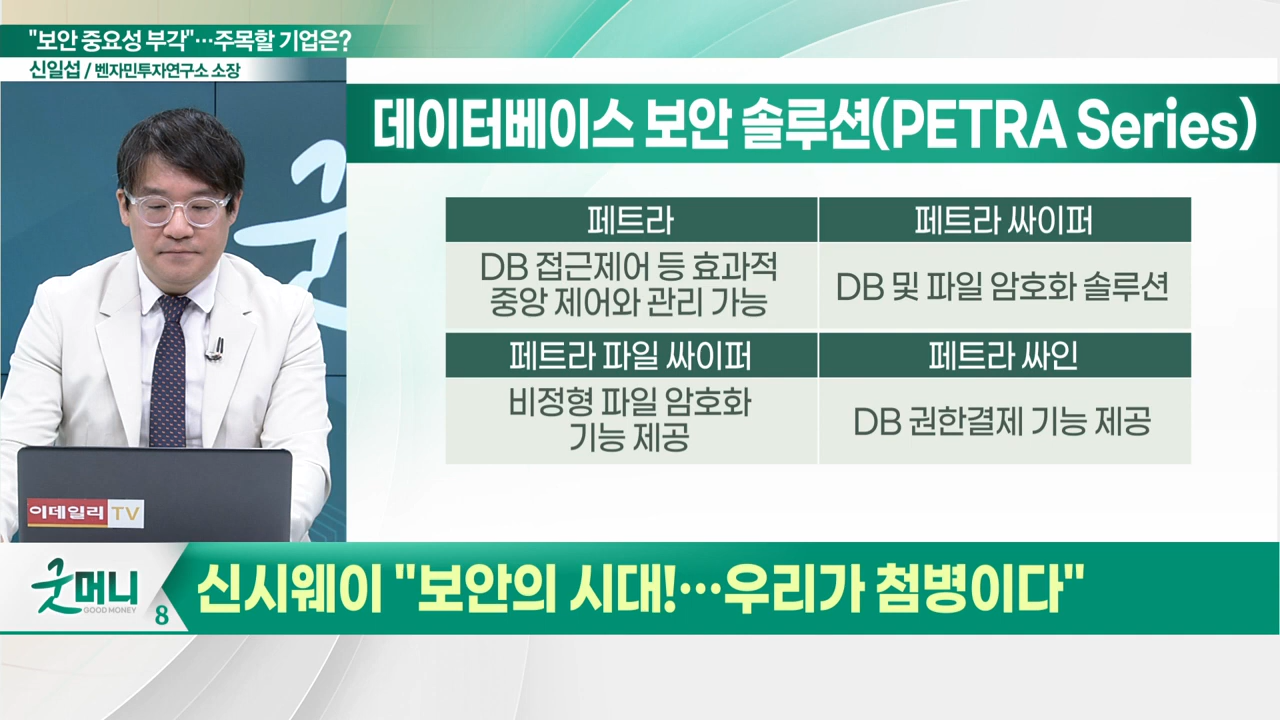 "보안 중요성 부각"…주목할 기업은?
신일섭 / 벤자민투자연구소 소장
데이터베이스 보안 솔루션(PETRA Series)
페트라
페트라 싸이퍼
DB 접근제어 등 효과적
중앙 제어와 관리 가능
DB 및 파일 암호화 솔루션
페트라 파일 싸이퍼
페트라 싸인
비정형 파일 암호화
기능 제공
DB 권한결제 기능 제공
이데일리 TV
굿머니
GOOD MONEY
8
신시웨이 "보안의 시대!…우리가 첨병이다"